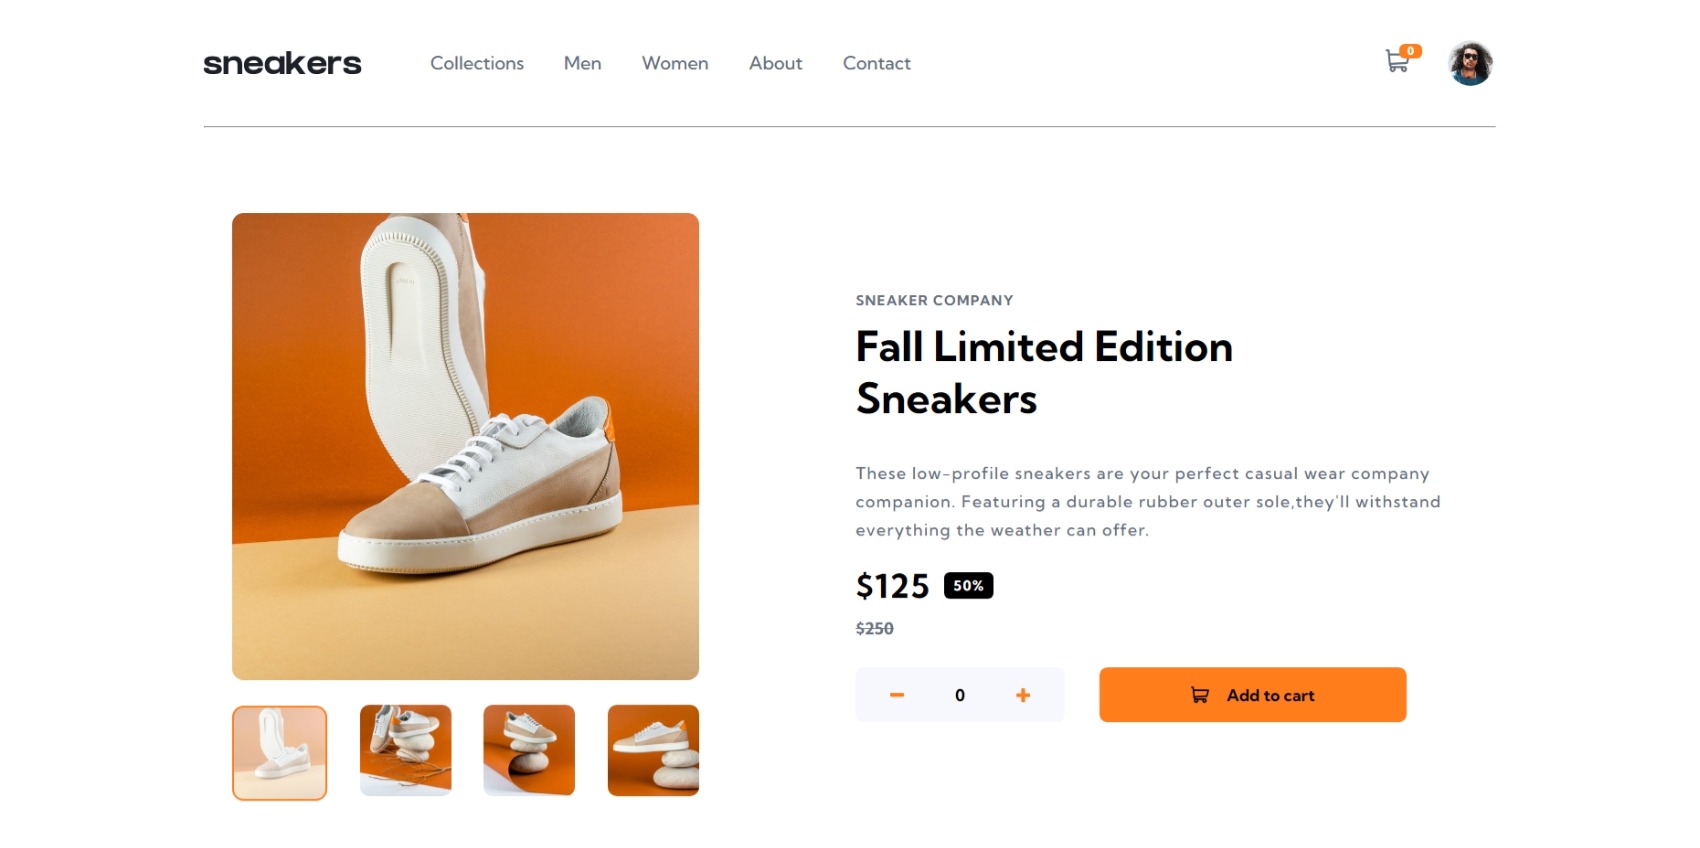 sneakers
Collections Men Women About Contact
0
SNEAKER COMPANY
Fall Limited Edition
Sneakers
These low-profile sneakers are your perfect casual wear company
companion. Featuring a durable rubber outer sole,they'll withstand
everything the weather can offer.
$125 50%
$250
0
Add to cart